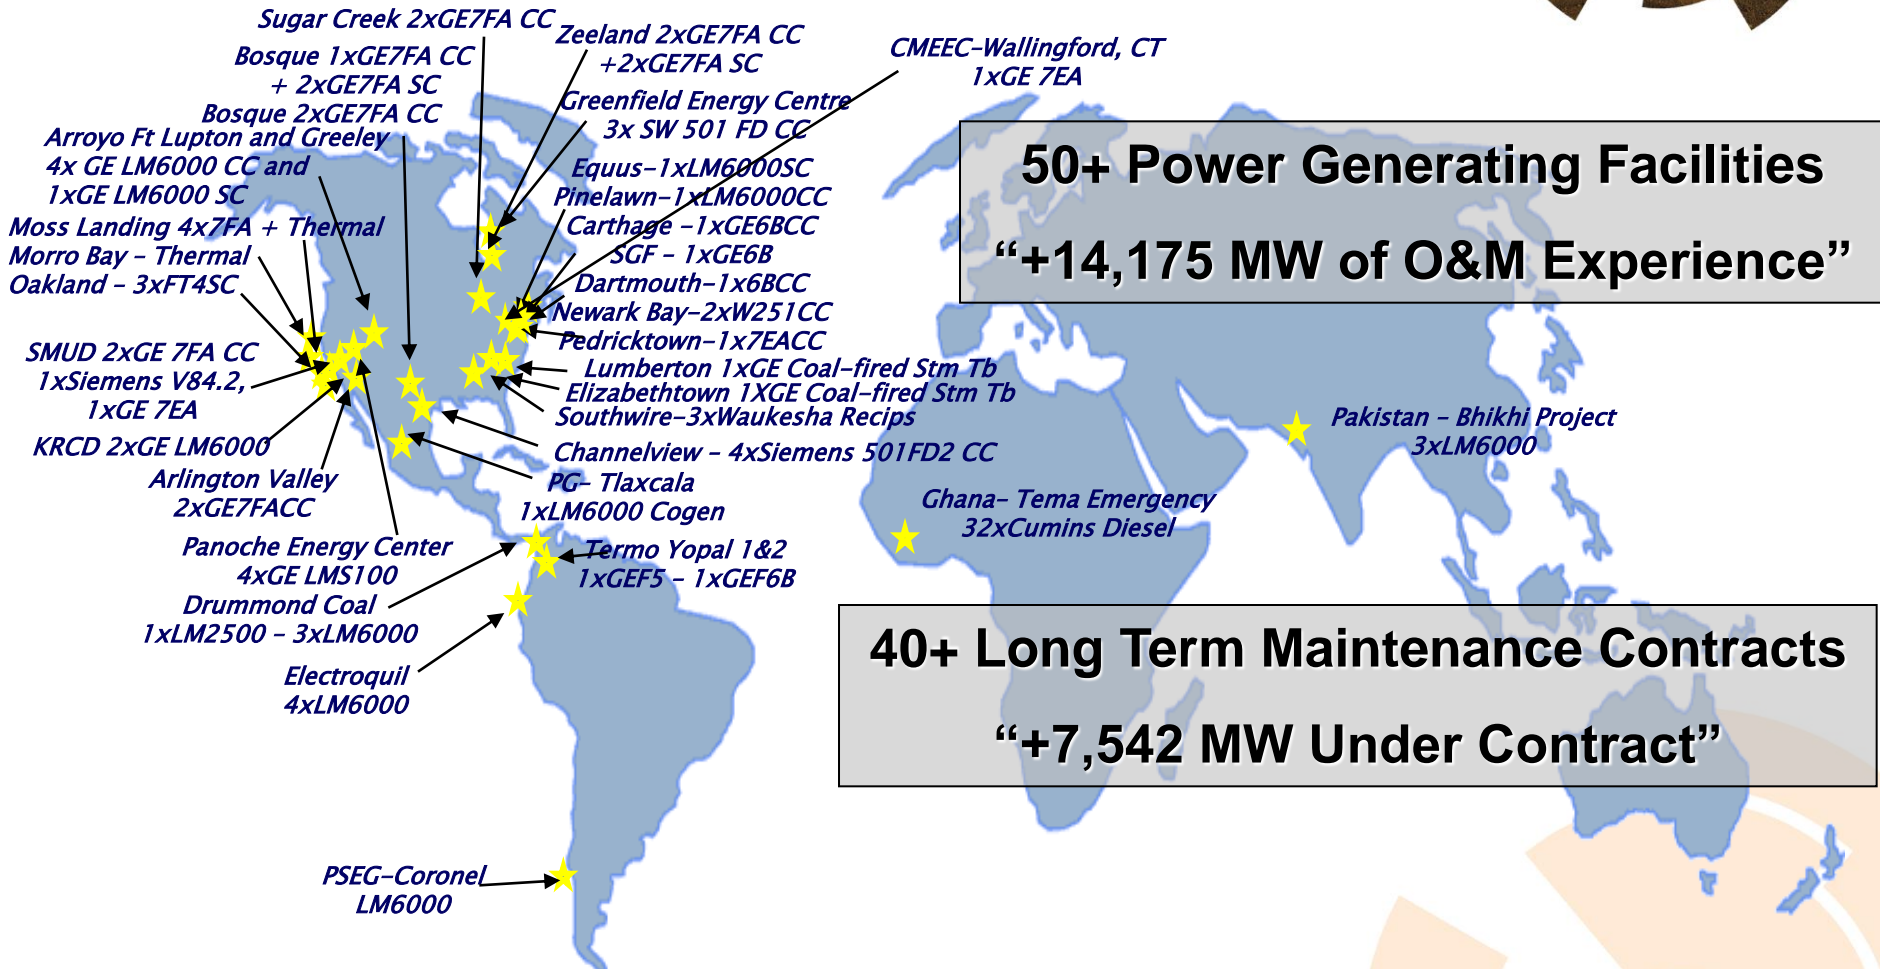 Sugar Creek 2xGE7FA CC
Bosque 1xGE7FA CC
+ 2xGE7FA SC
Bosque 2xGE7FA CC
Arroyo Ft Lupton and Greeley
4x GE LM6000 CC and
1xGE LM6000 SC
Moss Landing 4x7FA + Thermal
Morro Bay – Thermal
Oakland – 3xFT4SC
SMUD 2xGE 7FA CC
1xSiemens V84.2,
1xGE 7EA
KRCD 2xGE LM6000
Arlington Valley
2xGE7FACC
Panoche Energy Center
4xGE LMS100
Drummond Coal
1xLM2500 – 3xLM6000
Electroquil
4xLM6000
PSEG–Coronel
LM6000
Zeeland 2xGE7FA CC
+2xGE7FA SC
Greenfield Energy Centre
3x SW 501 FD CC
Equus–1xLM6000SC
Pinelawn–1xLM6000CC
Carthage –1xGE6BCC
SGF – 1xGE6B
Dartmouth–1x6BCC
Newark Bay–2xW251CC
Pedricktown–1x7EACC
Lumberton 1xGE Coal–fired Stm Tb
Elizabethtown 1XGE Coal–fired Stm Tb
Southwire–3xWaukesha Recips
Channelview – 4xSiemens 501FD2 CC
PG– Tlaxcala
1xLM6000 Cogen
Termo Yopal 1&2
1xGEF5 – 1xGEF6B
CMEEC–Wallingford, CT
1xGE 7EA
50+ Power Generating Facilities
“+14,175 MW of O&M Experience”
Pakistan – Bhikhi Project
3xLM6000
Ghana– Tema Emergency
32xCumins Diesel
40+ Long Term Maintenance Contracts
“+7,542 MW Under Contract”